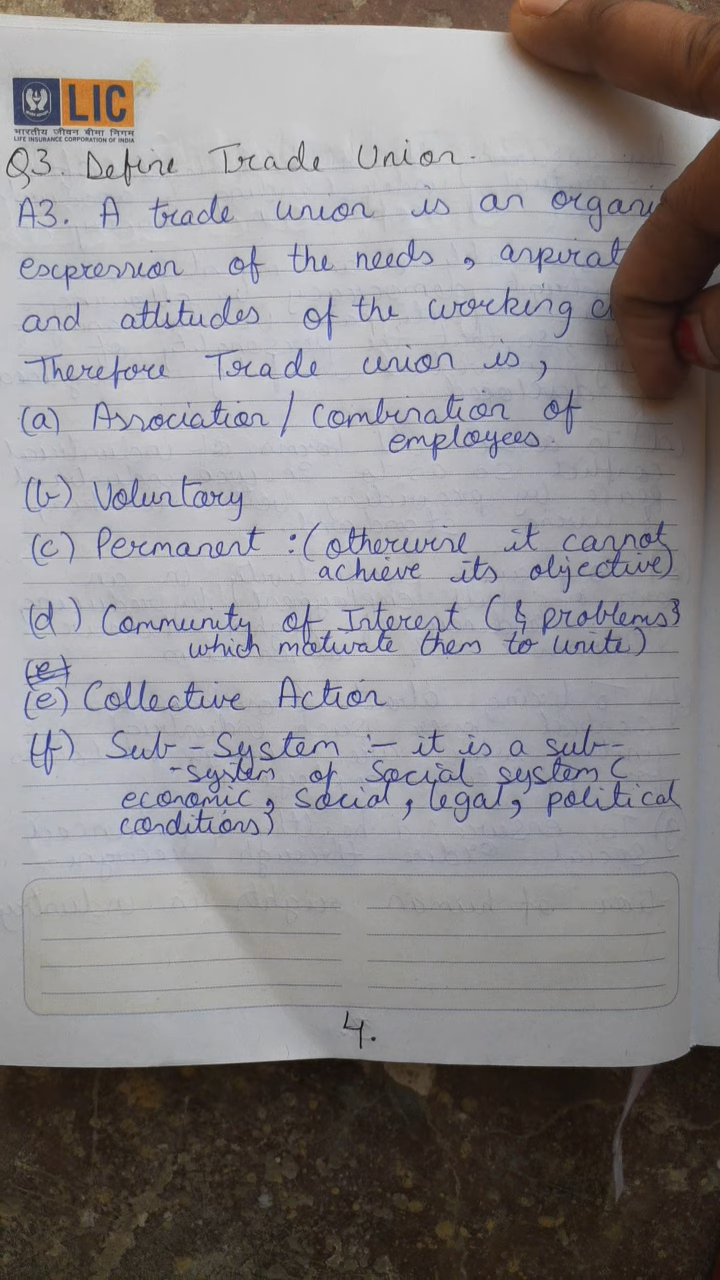 LIC
भारतीय जीवन बीमा निगम
LIFE INSURANCE CORPORATION OF INDIA
Q3. Define Trade Union.
A3. A trade union is an organi
expression of the needs, aspirat
and attitudes of the working c
Therefore Trade union is,
(a) Association / Combination of
employees.
(b) Voluntary
(c) Permanent :(otherwise it cannot
achieve its objective)
(d) Community of Interest (& problems}
which motivate them to unite)
(e)
(e) Collective Action
(f) Sub-System :- it is a sub-
-system of Social system (
economic, social, legal, political
conditions)
4.